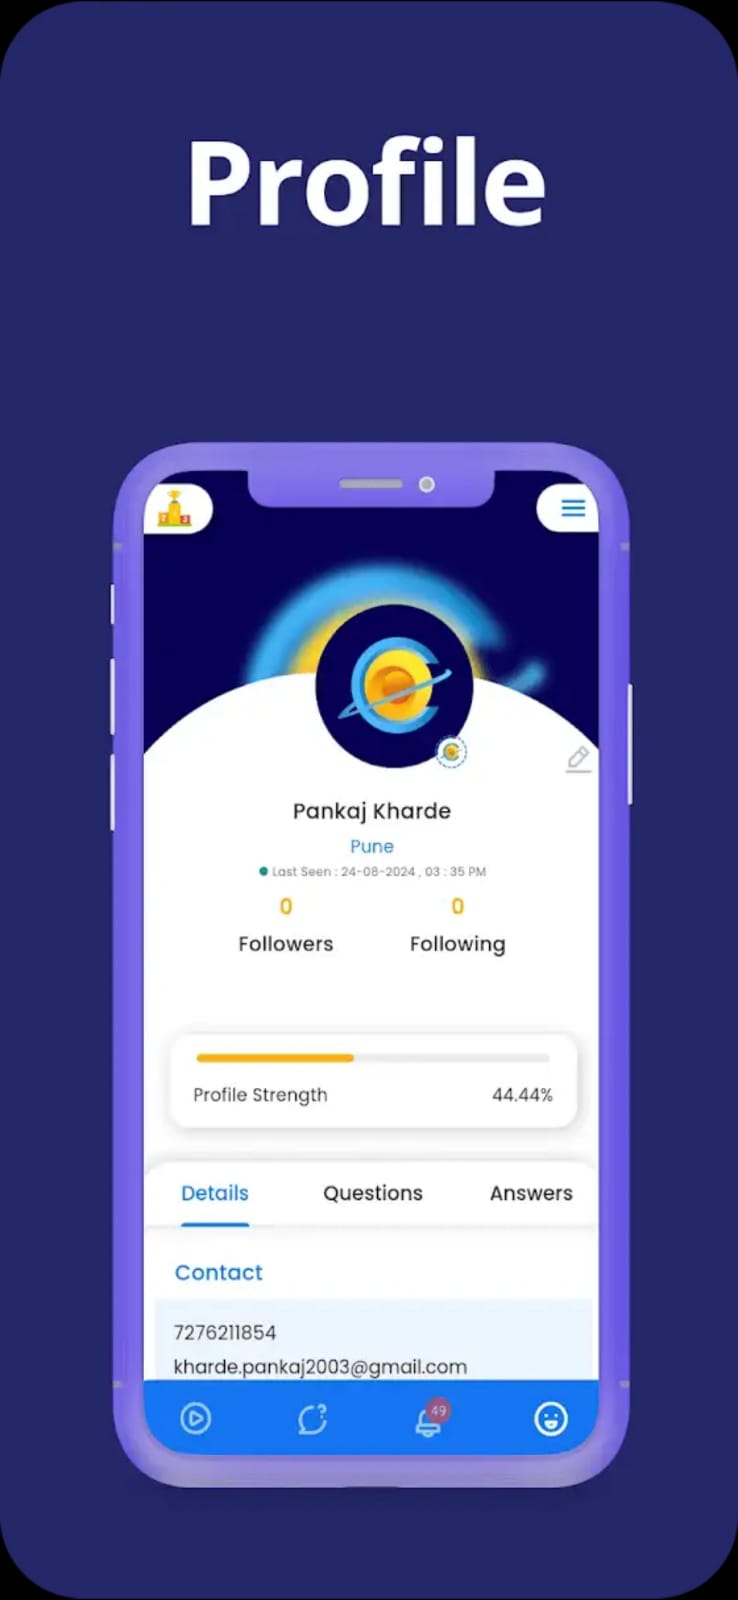 Profile
Pankaj Kharde
Pune
Last Seen : 24-08-2024 , 03 : 35 PM
0 0
Followers Following
Profile Strength 44.44%
Details Questions Answers
Contact
7276211854
kharde.pankaj2003@gmail.com
49